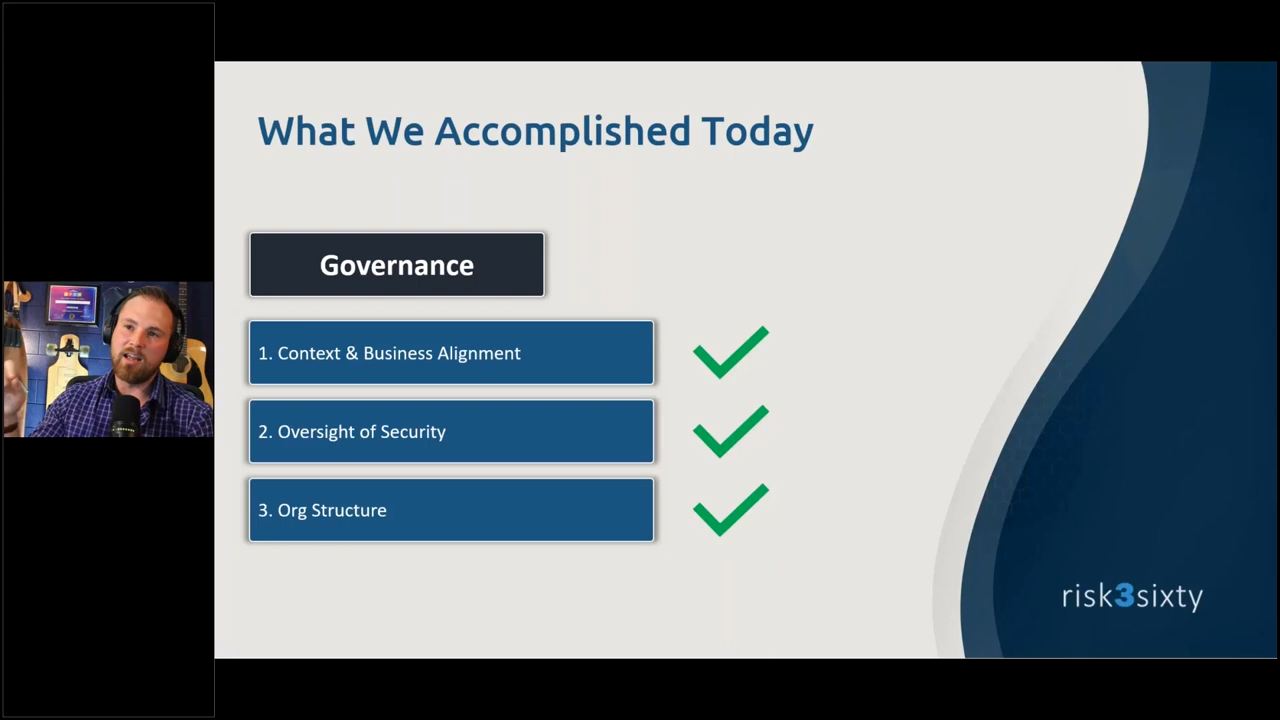 What We Accomplished Today
Governance
1. Context & Business Alignment
2. Oversight of Security
3. Org Structure
risk3sixty